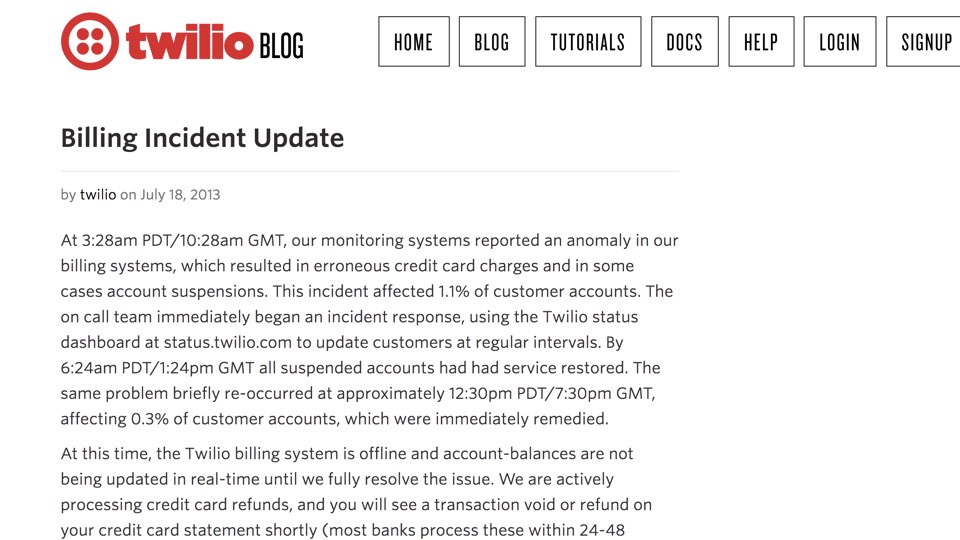 twilio BLOG
HOME
BLOG
TUTORIALS
DOCS
HELP
LOGIN
SIGNUP
Billing Incident Update
by twilio on July 18, 2013
At 3:28am PDT/10:28am GMT, our monitoring systems reported an anomaly in our
billing systems, which resulted in erroneous credit card charges and in some
cases account suspensions. This incident affected 1.1% of customer accounts. The
on call team immediately began an incident response, using the Twilio status
dashboard at status.twilio.com to update customers at regular intervals. By
6:24am PDT/1:24pm GMT all suspended accounts had had service restored. The
same problem briefly re-occurred at approximately 12:30pm PDT/7:30pm GMT,
affecting 0.3% of customer accounts, which were immediately remedied.
At this time, the Twilio billing system is offline and account-balances are not
being updated in real-time until we fully resolve the issue. We are actively
processing credit card refunds, and you will see a transaction void or refund on
your credit card statement shortly (most banks process these within 24-48